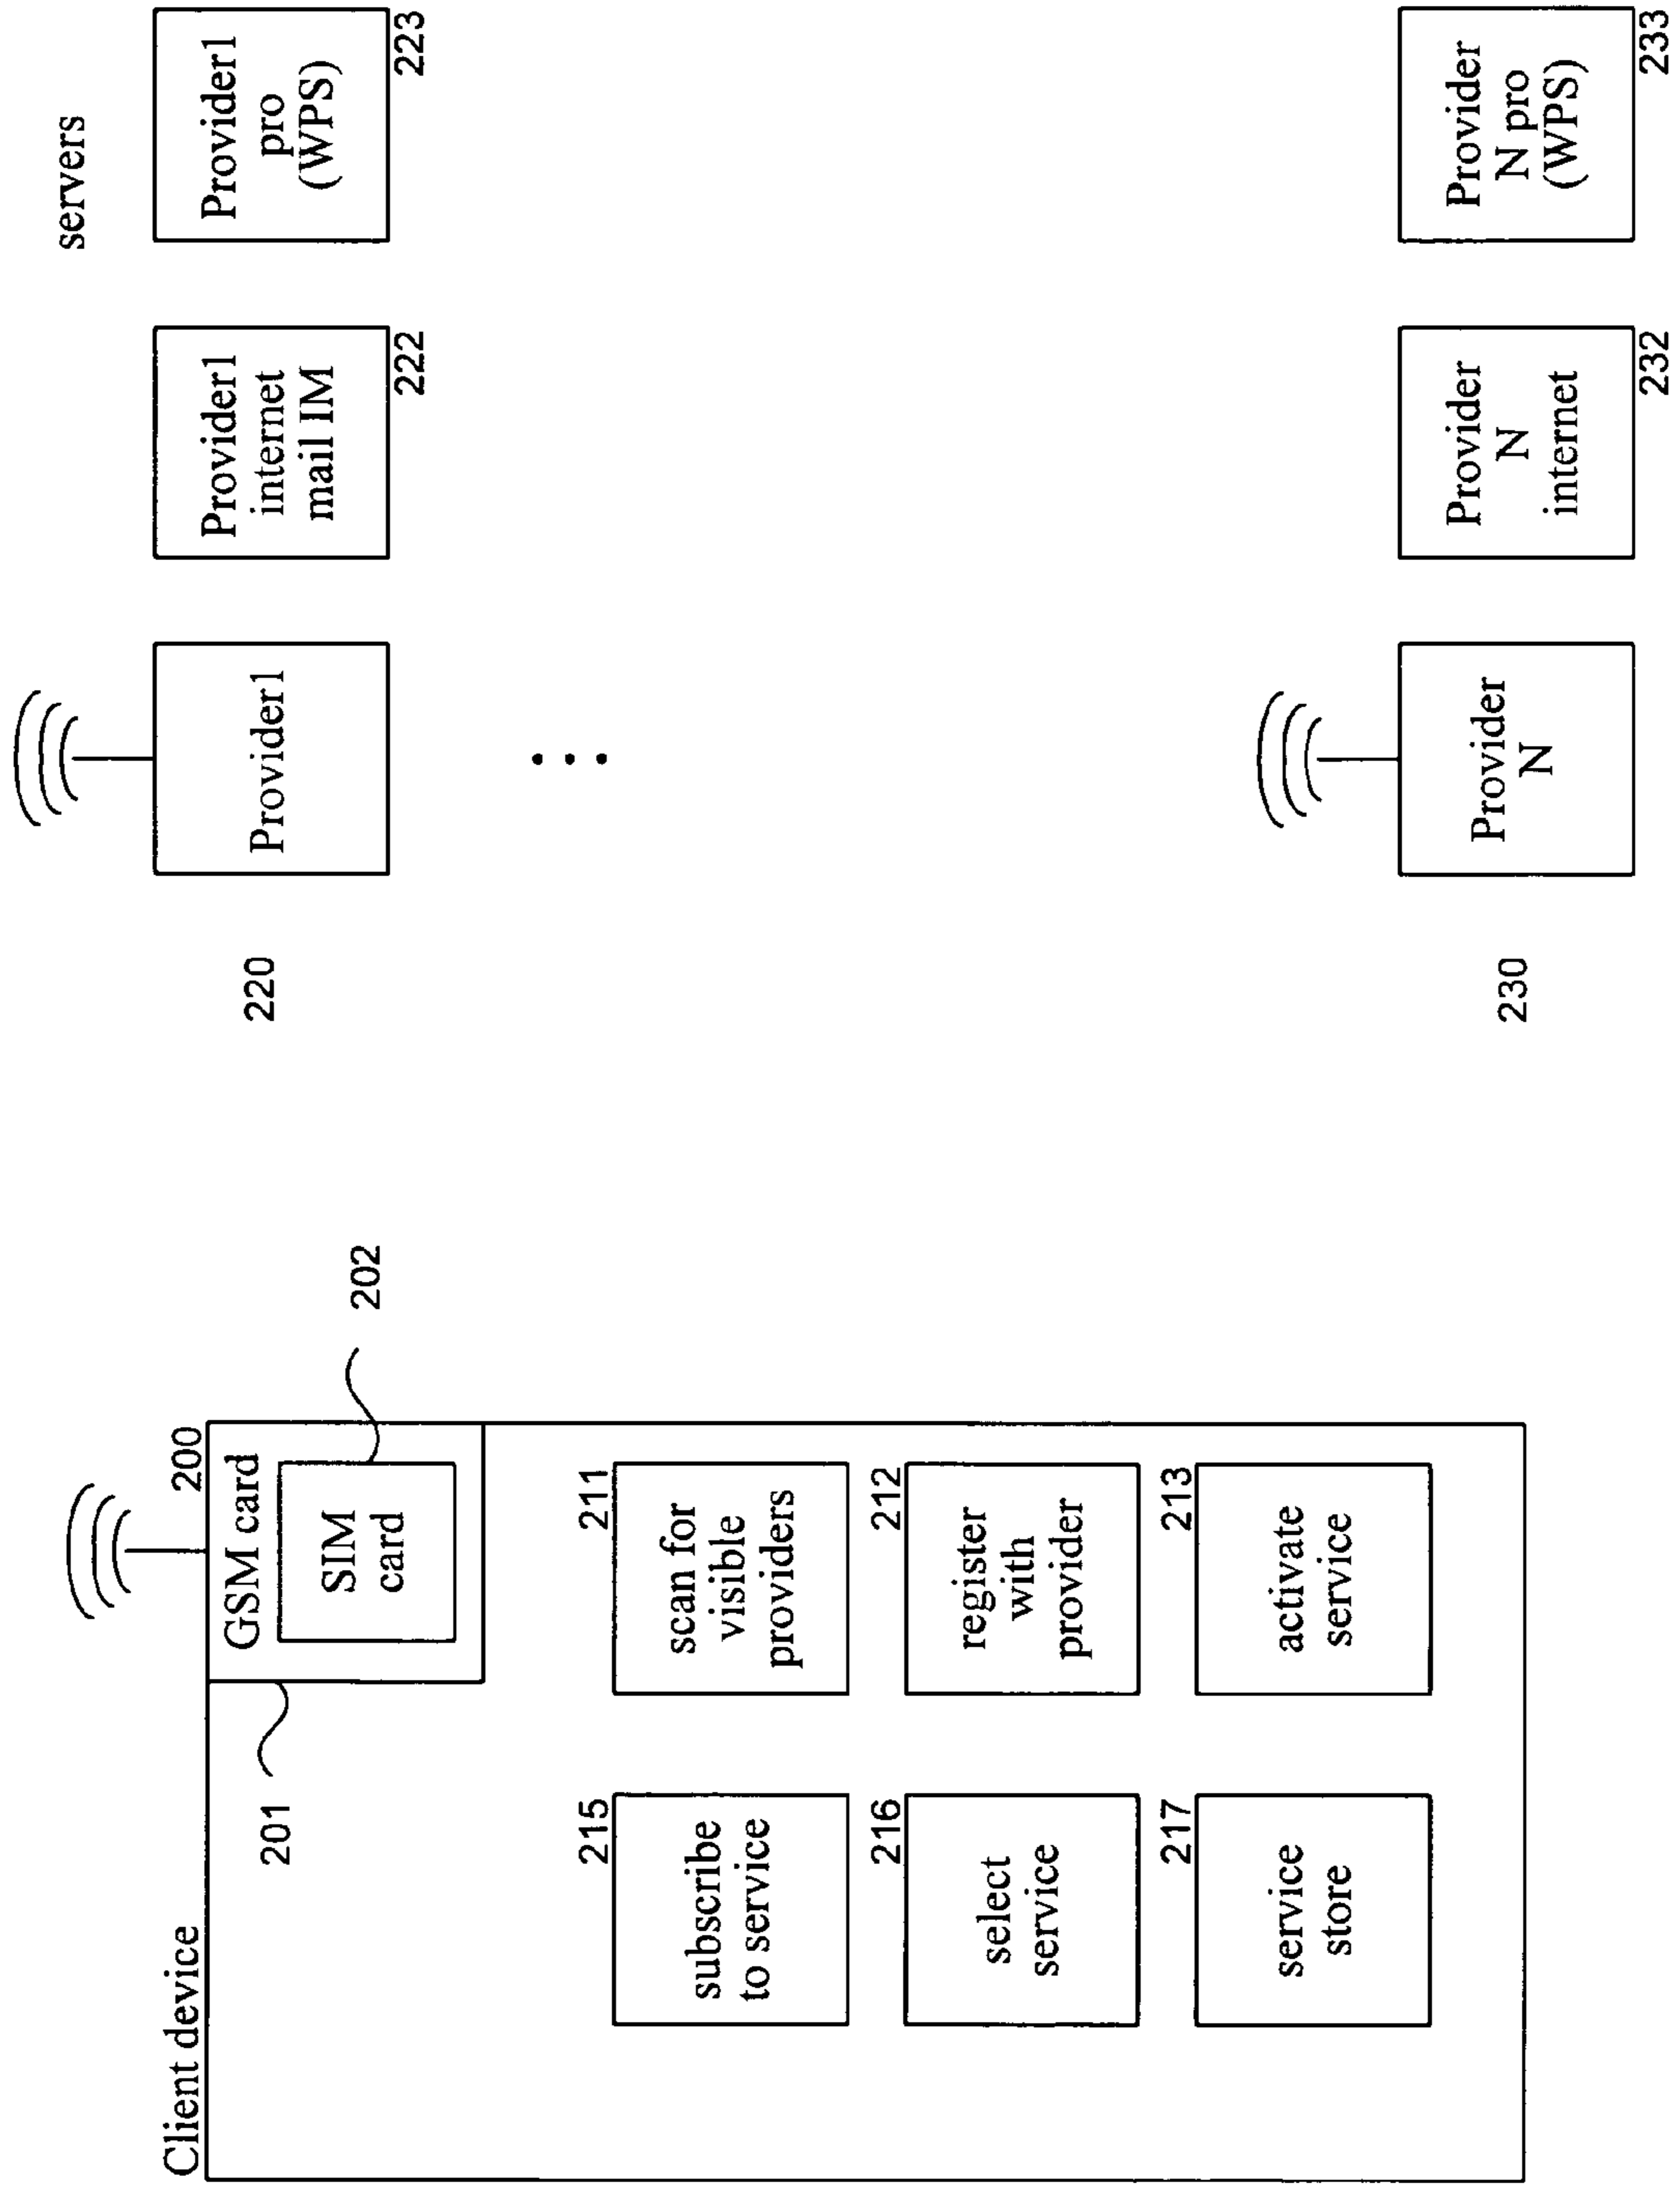 Client device
200
GSM card
SIM
card
201
202
215
subscribe
to service
211
scan for
visible
providers
216
select
service
212
register
with
provider
217
service
store
213
activate
service
servers
220
Provider1
Provider1
internet
mail IM
222
Provider1
pro
(WPS)
223
...
230
Provider
N
Provider
N
internet
232
Provider
N pro
(WPS)
233